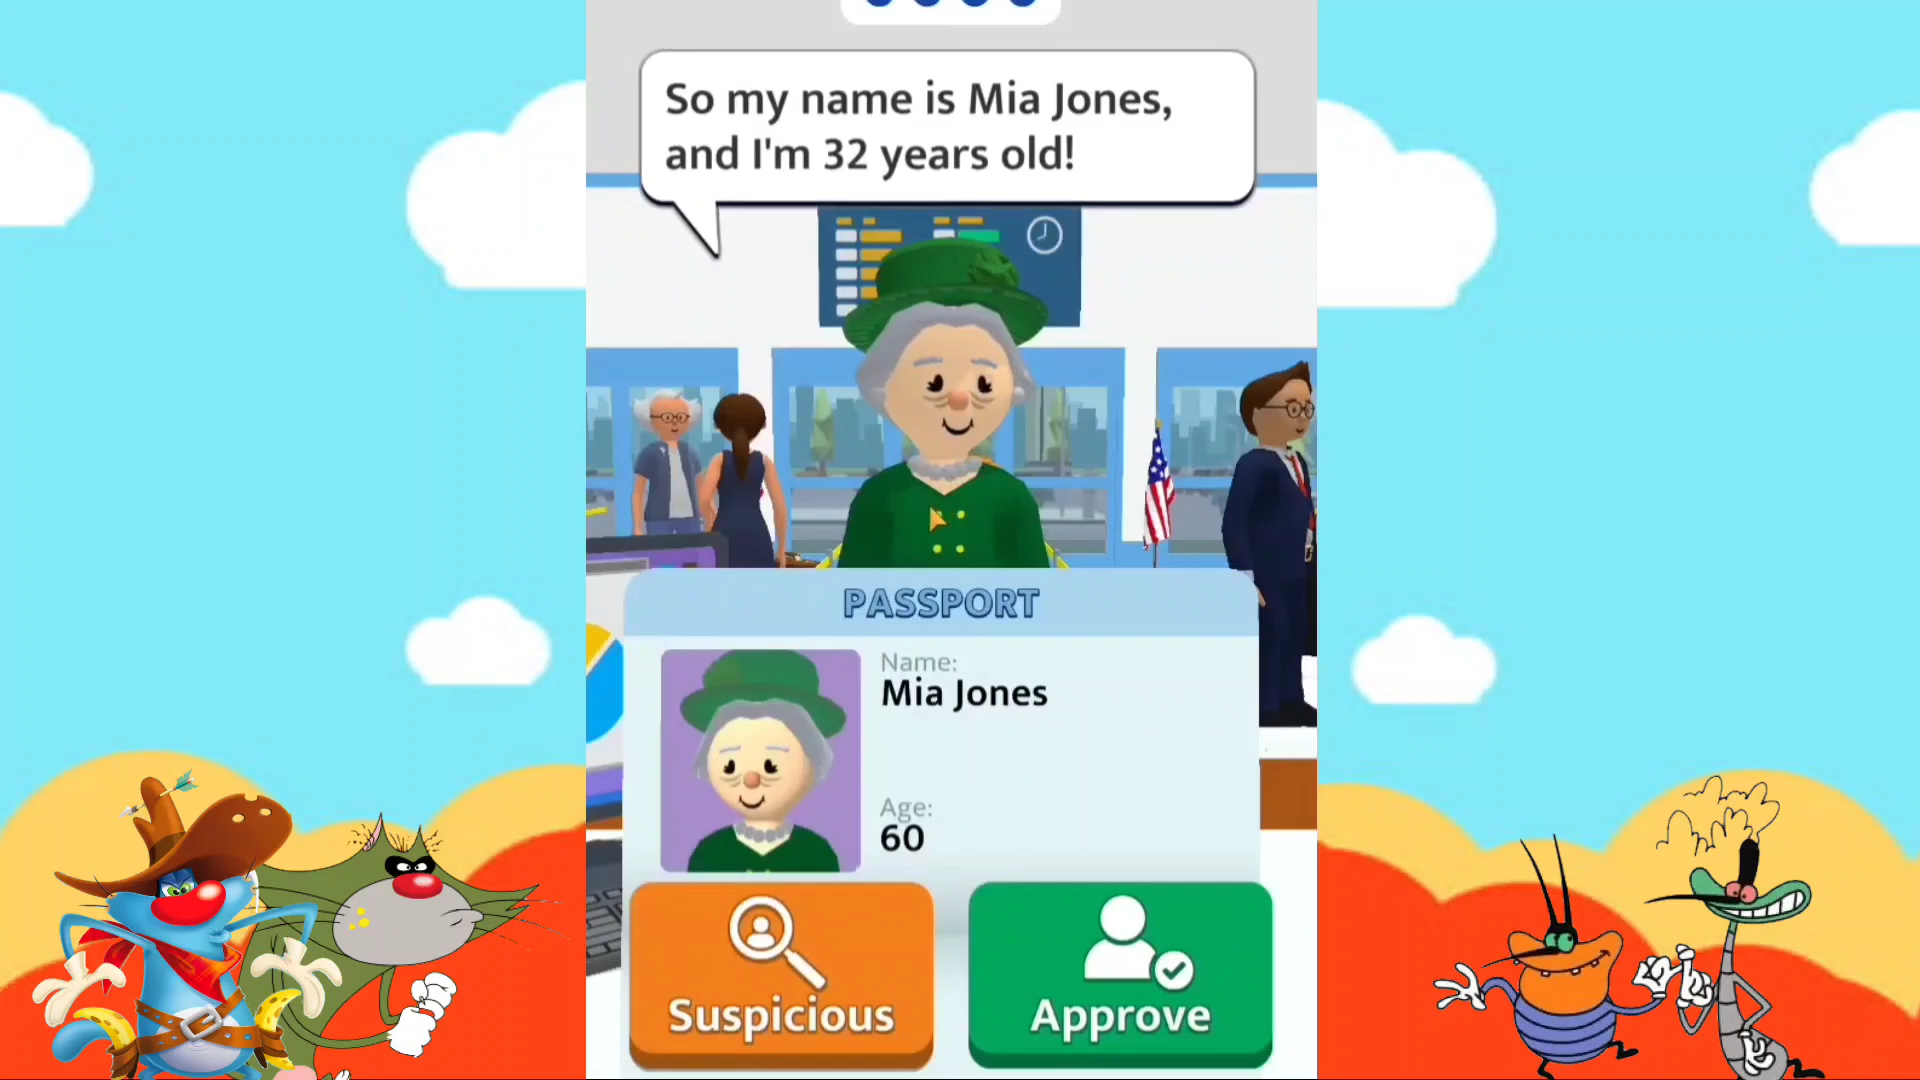 So my name is Mia Jones,
and I'm 32 years old!
PASSPORT
Name:
Mia Jones
Age:
60
Suspicious
Approve